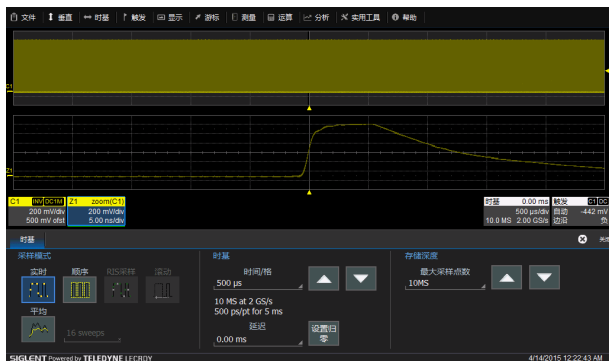 文件 垂直 时基 触发 显示 游标 测量 运算 分析 实用工具 帮助
C1
Z1
C1 INV DC1M Z1 zoom(C1)
200 mV/div 200 mV/div
500 mV ofst 5.00 ns/div
时基 0.00 ms 触发 C1 DC
500 µs/div 自动 -442 mV
10.0 MS 2.00 GS/s 边沿 负
时基 关闭
采样模式 时基 存储深度
实时 顺序 RIS采样 滚动 时间/格 最大采样点数
500 µs 10MS
10 MS at 2 GS/s
500 ps/pt for 5 ms
平均 延迟 设置归零
16 sweeps 0.00 ms
SIGLENT Powered by TELEDYNE LECROY 4/14/2015 12:22:43 AM